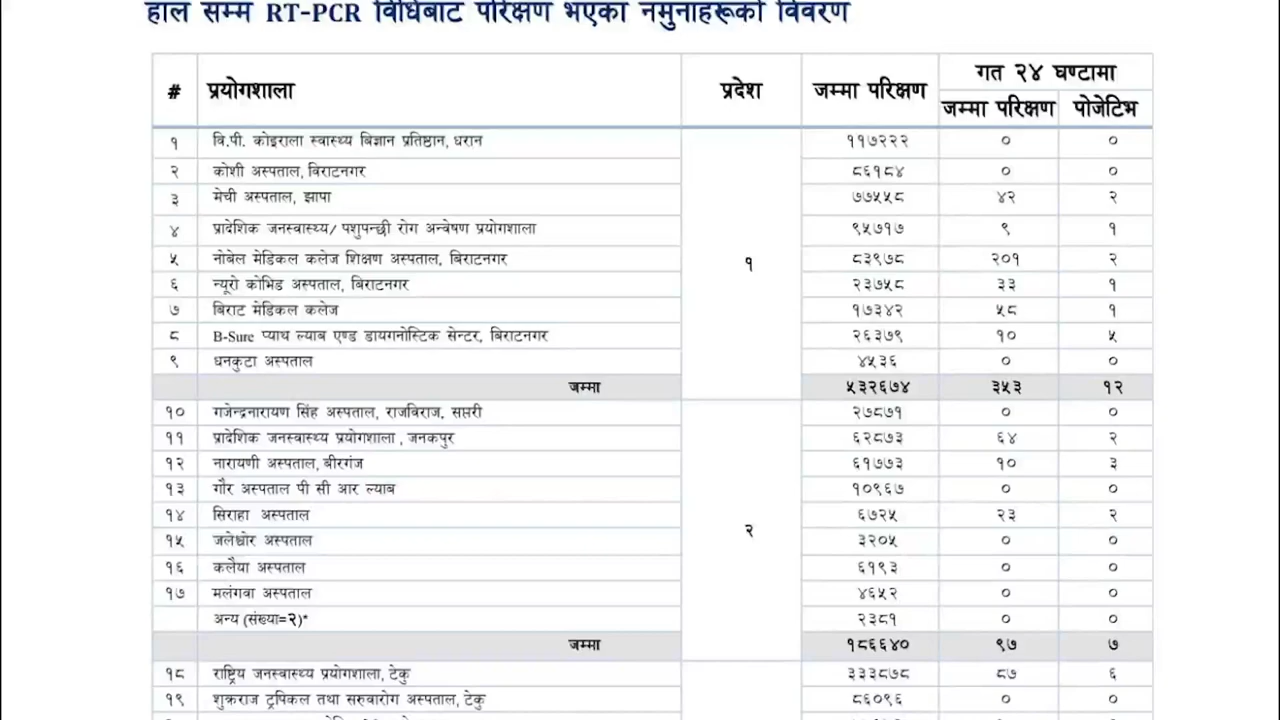 हाल सम्म RT-PCR विधिबाट परिक्षण भएका नमुनाहरूको विवरण
# प्रयोगशाला प्रदेश जम्मा परिक्षण गत २४ घण्टामा
जम्मा परिक्षण पोजेटिभ
१ वि.पी. कोइराला स्वास्थ्य बिज्ञान प्रतिष्ठान, धरान ११७२२२ ० ०
२ कोशी अस्पताल, विराटनगर ८६१८४ ० ०
३ मेची अस्पताल, झापा ७७५५८ ४२ २
४ प्रादेशिक जनस्वास्थ्य/ पशुपन्छी रोग अन्वेषण प्रयोगशाला ९५७१७ ९ १
५ नोबेल मेडिकल कलेज शिक्षण अस्पताल, बिराटनगर ८३९७८ २०१ २
१
६ न्यूरो कोभिड अस्पताल, बिराटनगर २३७५८ ३३ १
७ बिराट मेडिकल कलेज १७३४२ ५८ १
८ B-Sure प्याथ ल्याब एण्ड डायगनोस्टिक सेन्टर, बिराटनगर २६३७९ १० ५
९ धनकुटा अस्पताल ४५३६ ० ०
जम्मा ५३२६७४ ३५३ १२
१० गजेन्द्रनारायण सिंह अस्पताल, राजविराज, सप्तरी २७८७१ ० ०
११ प्रादेशिक जनस्वास्थ्य प्रयोगशाला , जनकपुर ६२८७३ ६४ २
१२ नारायणी अस्पताल, बीरगंज ६१७७३ १० ३
१३ गौर अस्पताल पी सी आर ल्याब १०९६७ ० ०
१४ सिराहा अस्पताल ६७२५ २३ २
२
१५ जलेश्वोर अस्पताल ३२०५ ० ०
१६ कलैया अस्पताल ६१९३ ० ०
१७ मलंगवा अस्पताल ४६५२ ० ०
अन्य (संख्या=२)* २३८१ ० ०
जम्मा १८६६४० ९७ ७
१८ राष्ट्रिय जनस्वास्थ्य प्रयोगशाला, टेकु ३३३८७८ ८७ ६
१९ शुक्रराज ट्रपिकल तथा सरुवारोग अस्पताल, टेकु ८६०९६ ० ०